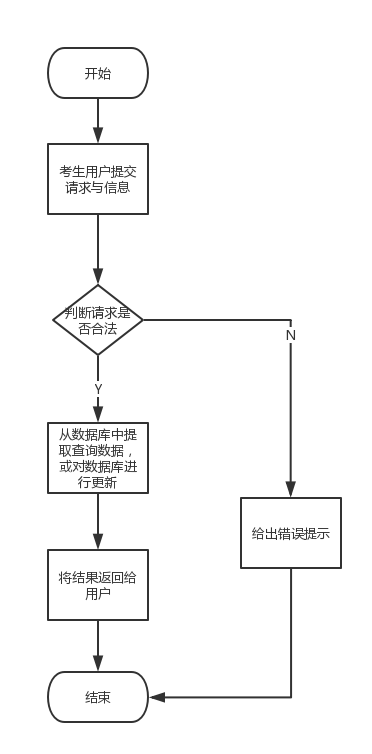 开始
考生用户提交
请求与信息
判断请求是
否合法
N
Y
从数据库中提
取查询数据，
或对数据库进
行更新
给出错误提示
将结果返回给
用户
结束